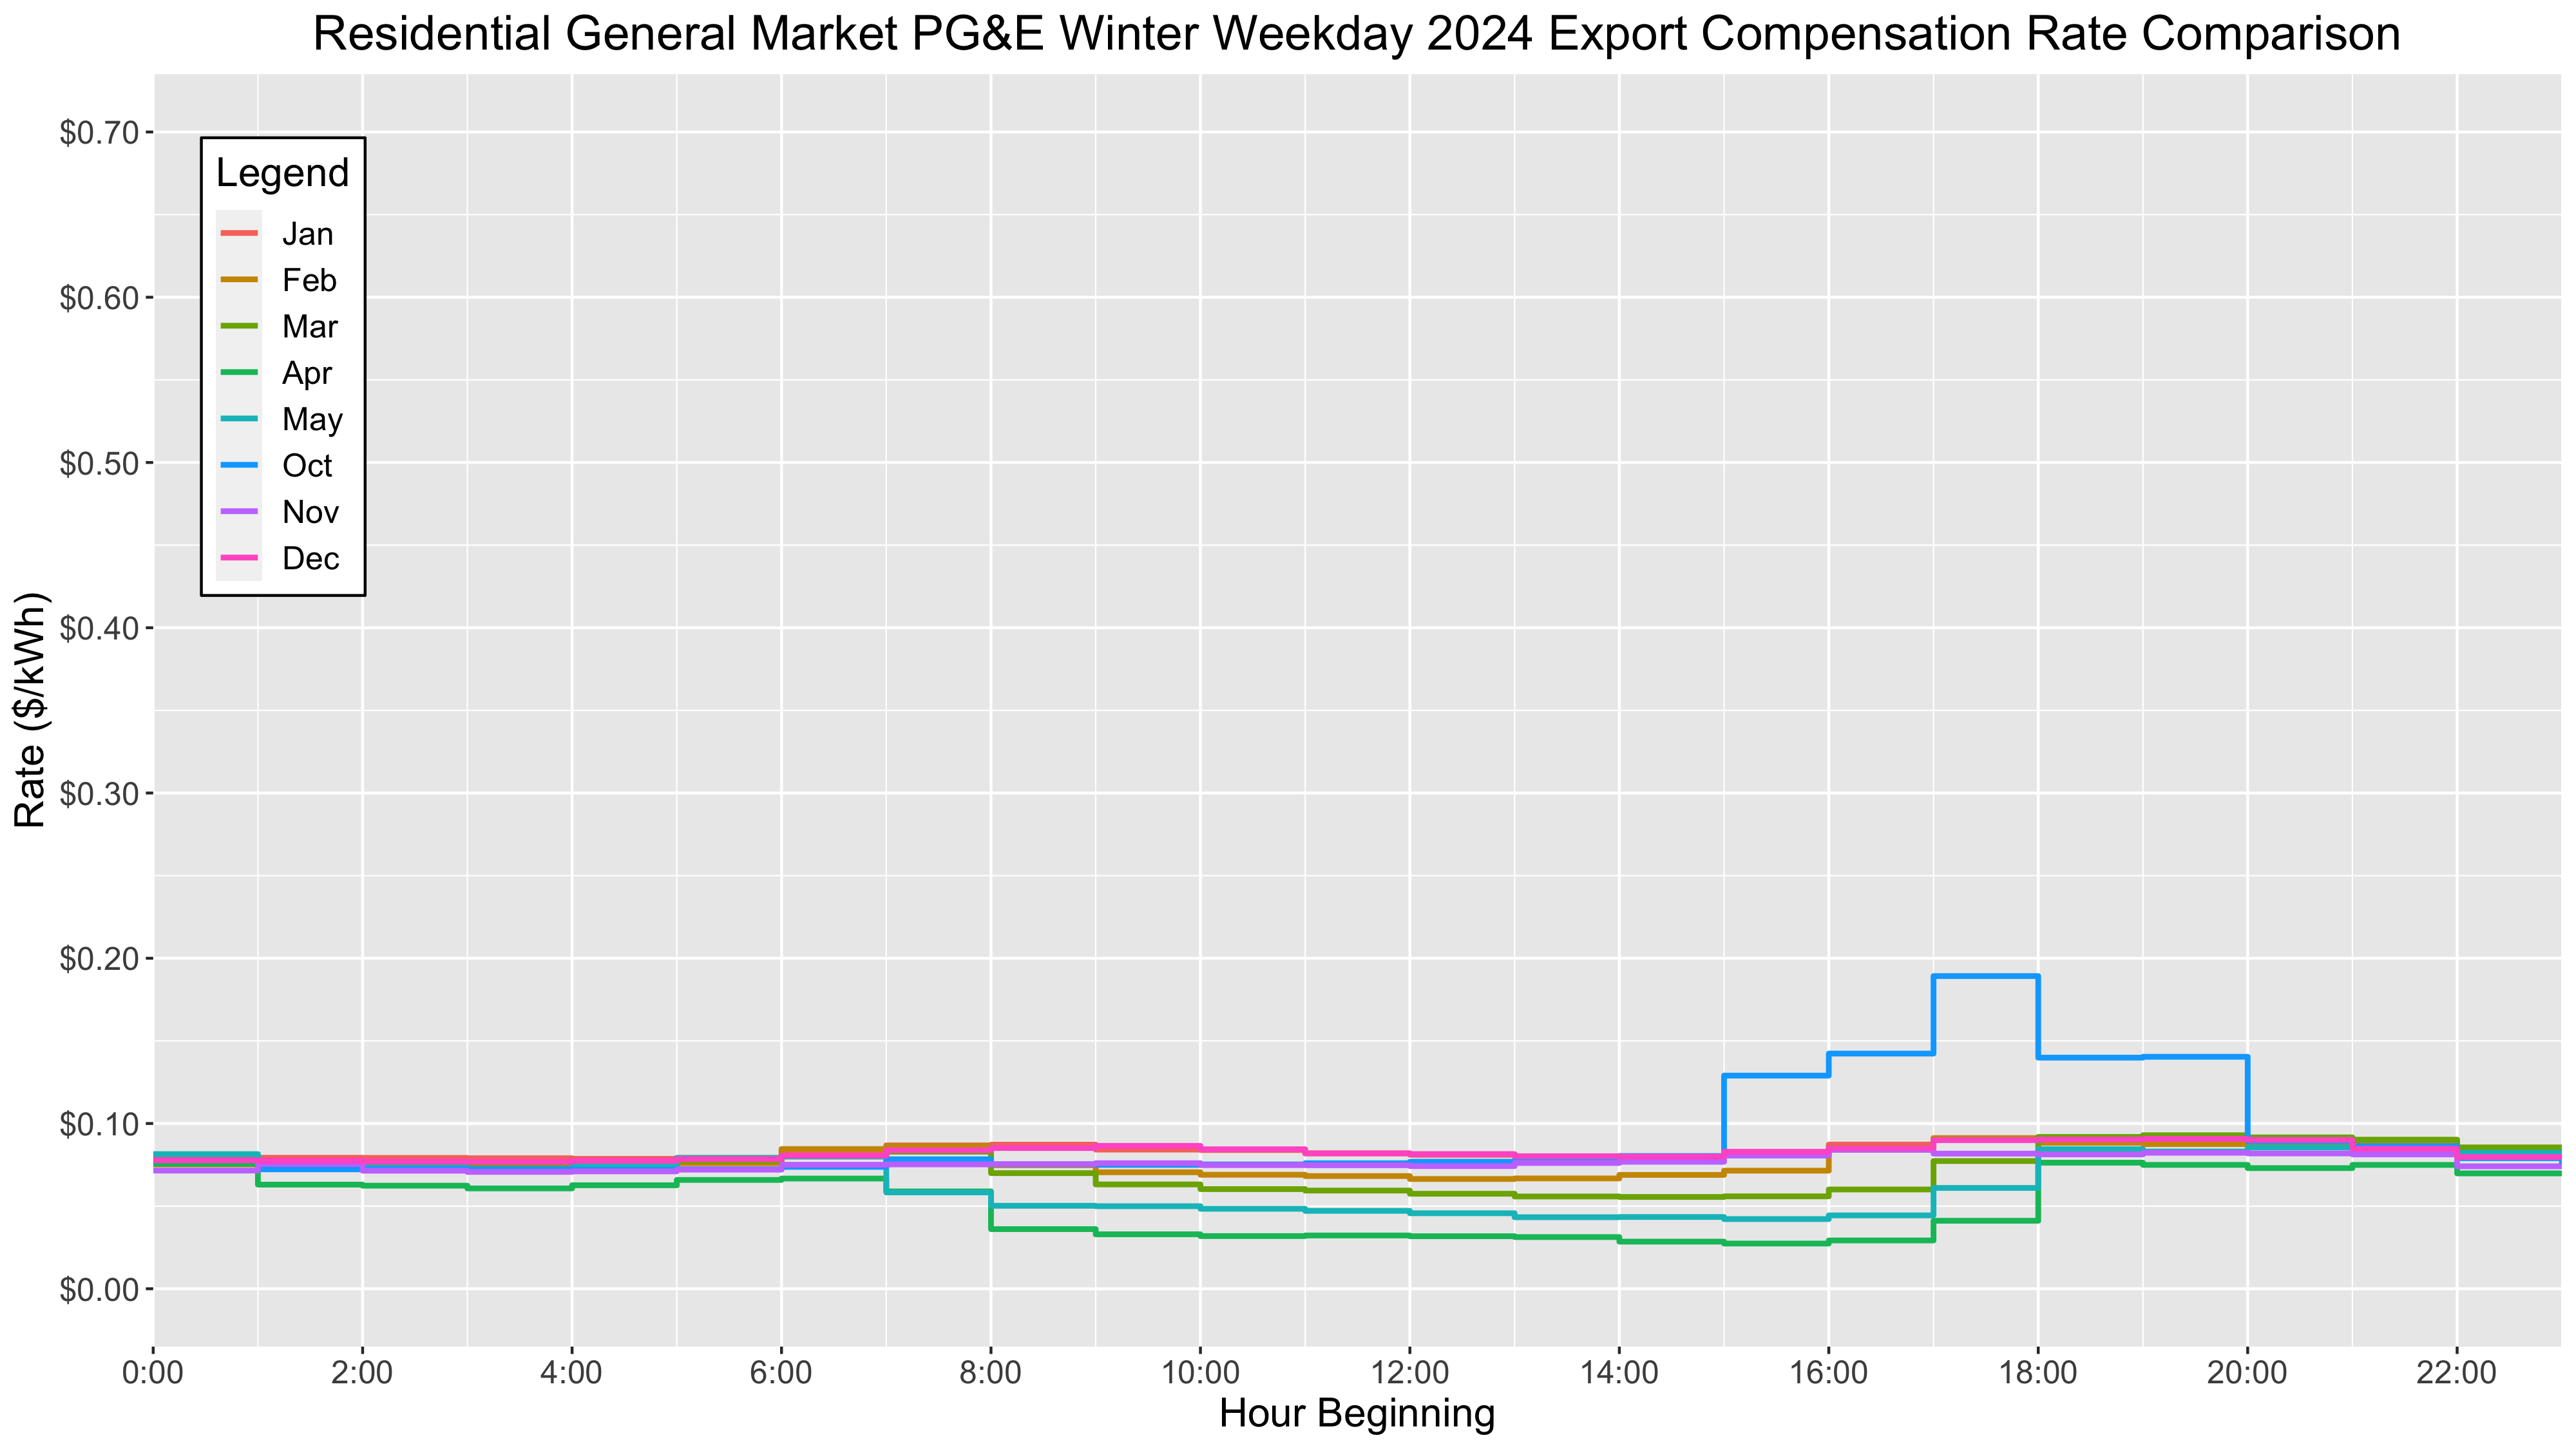 Residential General Market PG&E Winter Weekday 2024 Export Compensation Rate Comparison
$0.70
Legend
Jan
Feb
Mar
Apr
May
Oct
Nov
Dec
$0.60
$0.50
$0.40
$0.30
$0.20
$0.10
$0.00
Rate ($/kWh)
0:00 2:00 4:00 6:00 8:00 10:00 12:00 14:00 16:00 18:00 20:00 22:00
Hour Beginning